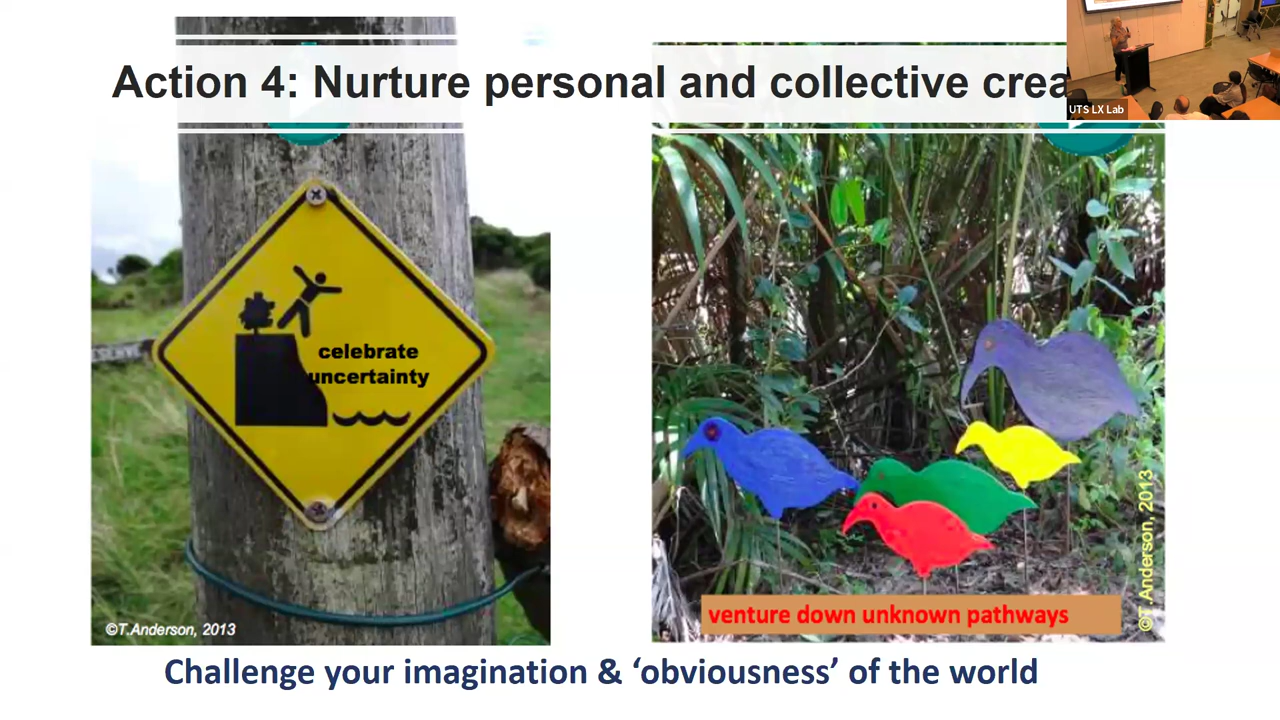 Action 4: Nurture personal and collective crea
UTS LX Lab
celebrate
uncertainty
©T.Anderson, 2013
venture down unknown pathways
©T.Anderson, 2013
Challenge your imagination & ‘obviousness’ of the world